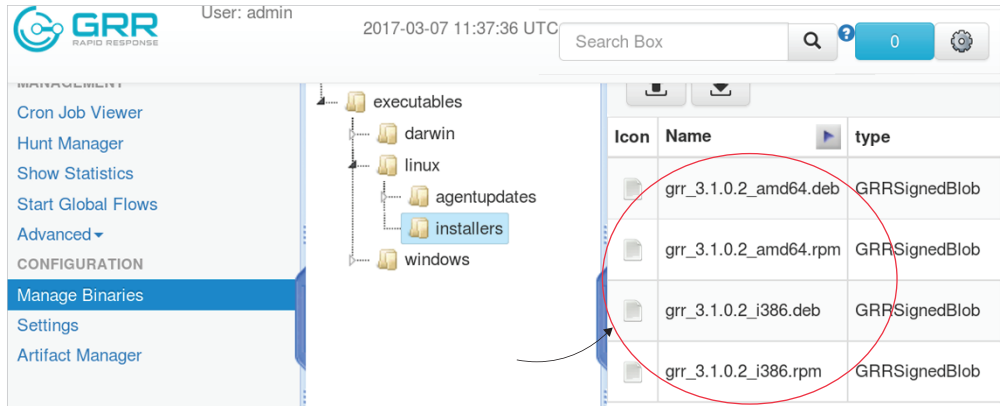 GRR
RAPID RESPONSE
User: admin
2017-03-07 11:37:36 UTC
Search Box
?
0
MANAGEMENT
Cron Job Viewer
Hunt Manager
Show Statistics
Start Global Flows
Advanced
CONFIGURATION
Manage Binaries
Settings
Artifact Manager
executables
darwin
linux
agentupdates
installers
windows
Icon Name type
grr_3.1.0.2_amd64.deb GRRSignedBlob
grr_3.1.0.2_amd64.rpm GRRSignedBlob
grr_3.1.0.2_i386.deb GRRSignedBlob
grr_3.1.0.2_i386.rpm GRRSignedBlob